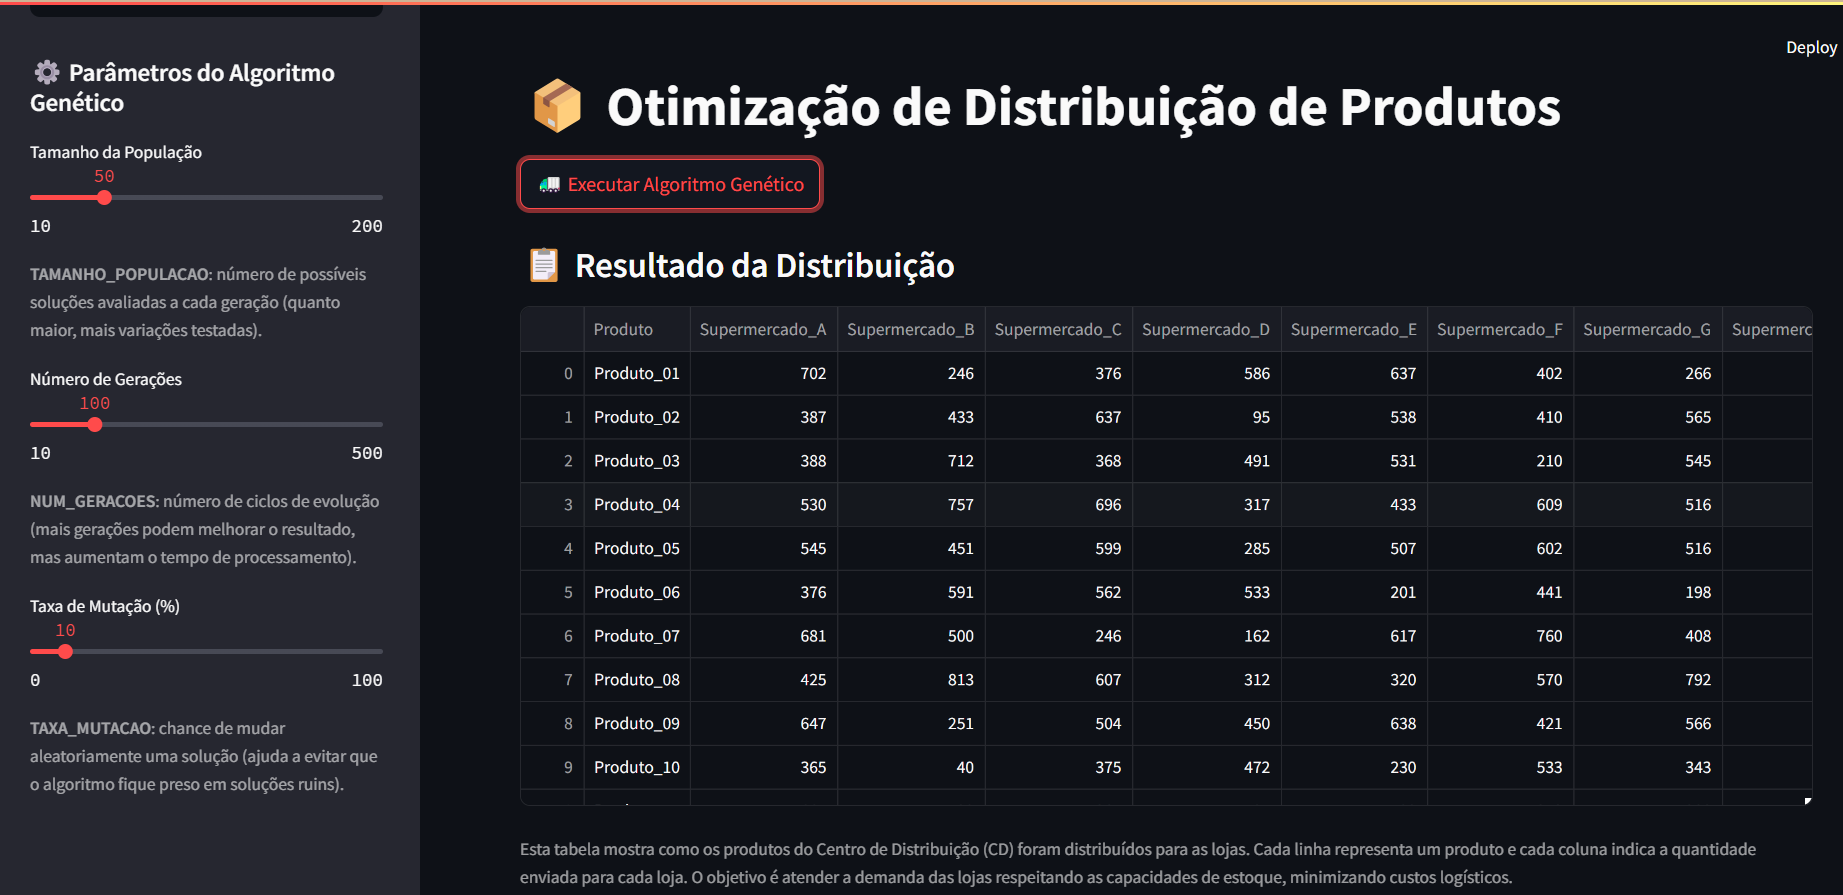 Parâmetros do Algoritmo
Genético
Tamanho da População
50
10 200
TAMANHO_POPULACAO: número de possíveis
soluções avaliadas a cada geração (quanto
maior, mais variações testadas).
Número de Gerações
100
10 500
NUM_GERACOES: número de ciclos de evolução
(mais gerações podem melhorar o resultado,
mas aumentam o tempo de processamento).
Taxa de Mutação (%)
10
0 100
TAXA_MUTACAO: chance de mudar
aleatoriamente uma solução (ajuda a evitar que
o algoritmo fique preso em soluções ruins).
Deploy
Otimização de Distribuição de Produtos
Executar Algoritmo Genético
Resultado da Distribuição
Produto Supermercado_A Supermercado_B Supermercado_C Supermercado_D Supermercado_E Supermercado_F Supermercado_G Supermerc
0 Produto_01 702 246 376 586 637 402 266
1 Produto_02 387 433 637 95 538 410 565
2 Produto_03 388 712 368 491 531 210 545
3 Produto_04 530 757 696 317 433 609 516
4 Produto_05 545 451 599 285 507 602 516
5 Produto_06 376 591 562 533 201 441 198
6 Produto_07 681 500 246 162 617 760 408
7 Produto_08 425 813 607 312 320 570 792
8 Produto_09 647 251 504 450 638 421 566
9 Produto_10 365 40 375 472 230 533 343
Esta tabela mostra como os produtos do Centro de Distribuição (CD) foram distribuídos para as lojas. Cada linha representa um produto e cada coluna indica a quantidade
enviada para cada loja. O objetivo é atender a demanda das lojas respeitando as capacidades de estoque, minimizando custos logísticos.